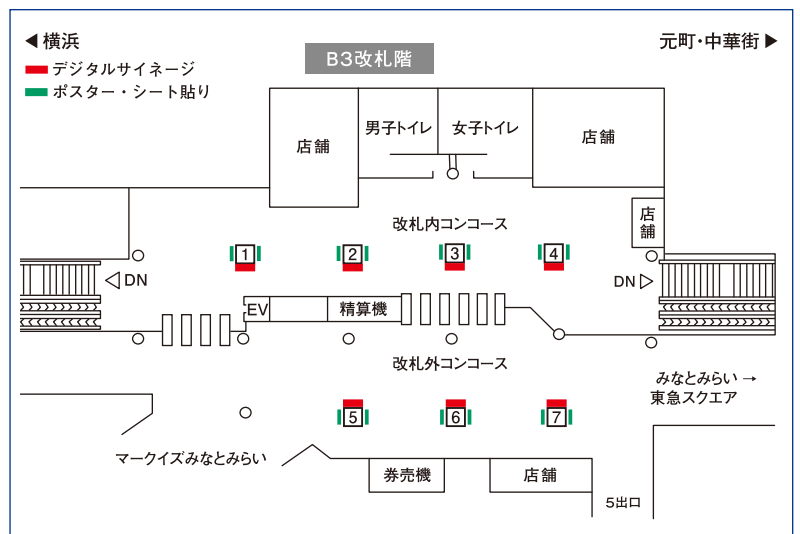 ◀ 横浜
元町・中華街 ▶
B3改札階
デジタルサイネージ
ポスター・シート貼り
店舗
男子トイレ
女子トイレ
店舗
店
舗
改札内コンコース
1
2
3
4
◁DN
DN▷
EV
精算機
改札外コンコース
みなとみらい →
東急スクエア
5
6
7
マークイズみなとみらい
券売機
店舗
5出口